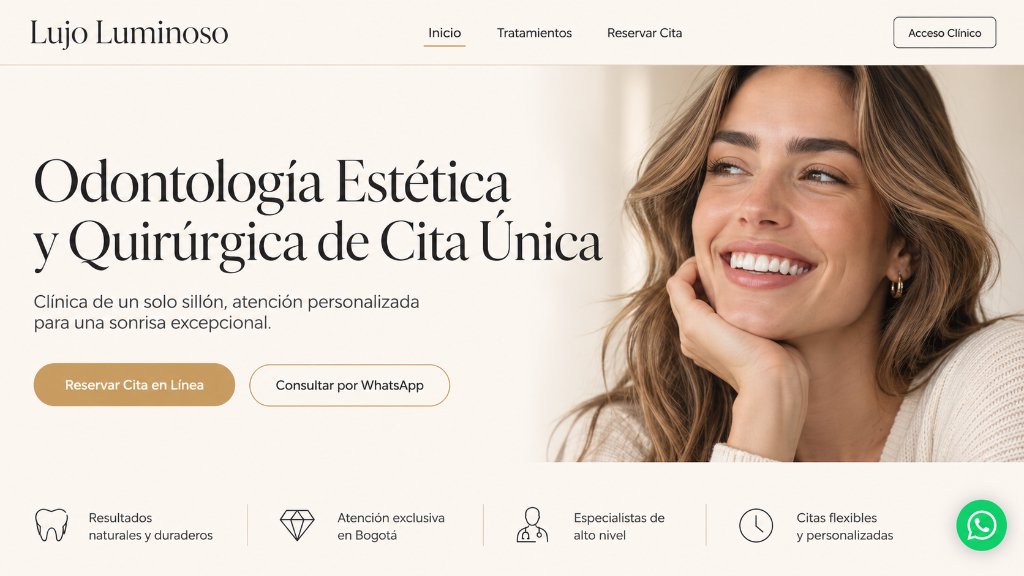 Lujo Luminoso
Inicio
Tratamientos
Reservar Cita
Acceso Clínico
Odontología Estética
y Quirúrgica de Cita Única
Clínica de un solo sillón, atención personalizada
para una sonrisa excepcional.
Reservar Cita en Línea
Consultar por WhatsApp
Resultados
naturales y duraderos
Atención exclusiva
en Bogotá
Especialistas de
alto nivel
Citas flexibles
y personalizadas